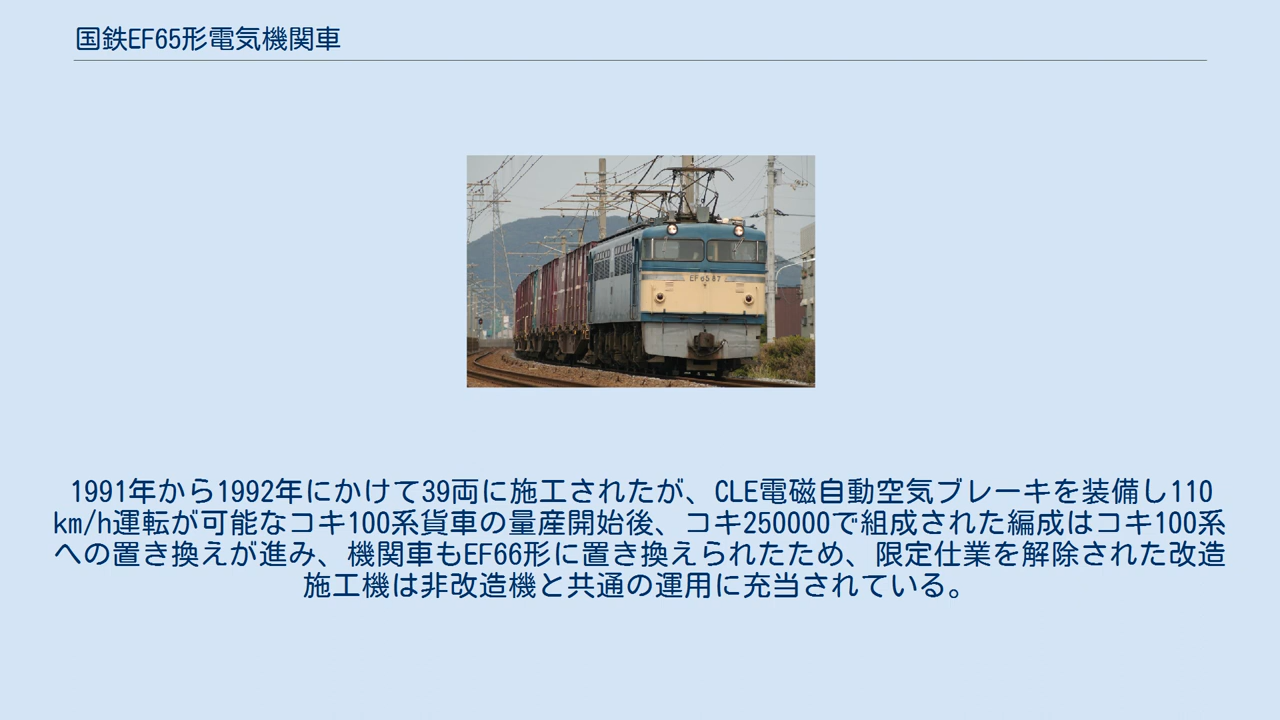 国鉄EF65形電気機関車
EF65 87
1991年から1992年にかけて39両に施工されたが、CLE電磁自動空気ブレーキを装備し110
km/h運転が可能なコキ100系貨車の量産開始後、コキ250000で組成された編成はコキ100系
への置き換えが進み、機関車もEF66形に置き換えられたため、限定仕業を解除された改造
施工機は非改造機と共通の運用に充当されている。